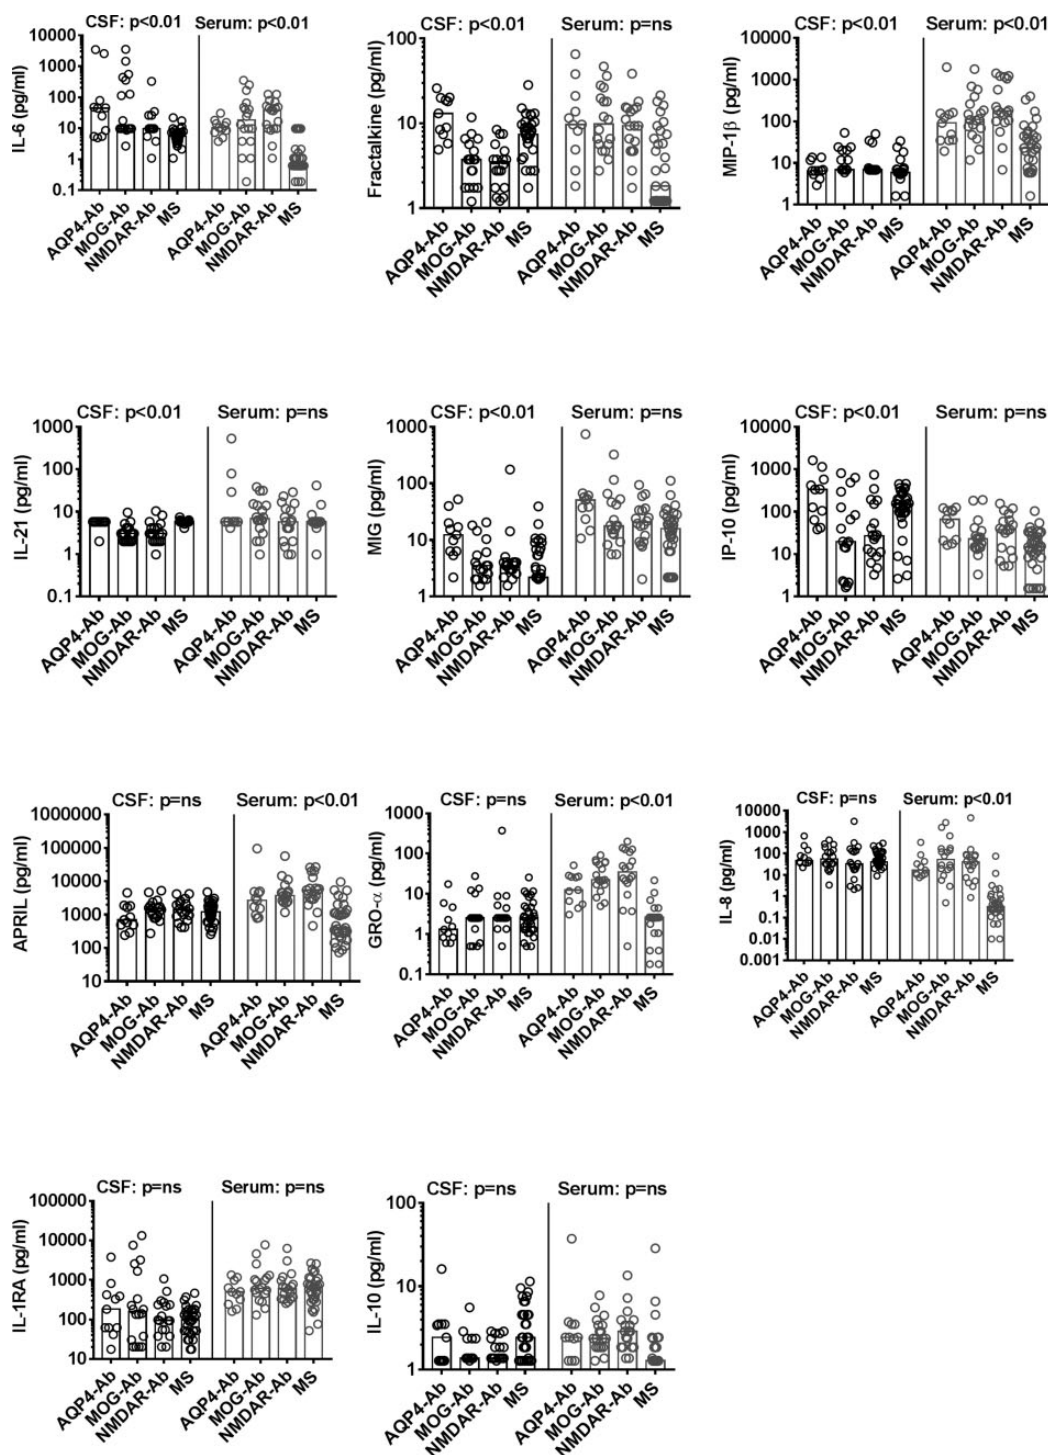 CSF: p<0.01 Serum: p<0.01
IL-6 (pg/ml)
10000
1000
100
10
1
0.1
AQP4-Ab
MOG-Ab
NMDAR-Ab
MS
AQP4-Ab
MOG-Ab
NMDAR-Ab
MS
CSF: p<0.01 Serum: p=ns
Fractalkine (pg/ml)
100
10
1
AQP4-Ab
MOG-Ab
NMDAR-Ab
MS
AQP4-Ab
MOG-Ab
NMDAR-Ab
MS
CSF: p<0.01 Serum: p<0.01
MIP-1β (pg/ml)
10000
1000
100
10
1
AQP4-Ab
MOG-Ab
NMDAR-Ab
MS
AQP4-Ab
MOG-Ab
NMDAR-Ab
MS
CSF: p<0.01 Serum: p=ns
IL-21 (pg/ml)
1000
100
10
1
0.1
AQP4-Ab
MOG-Ab
NMDAR-Ab
MS
AQP4-Ab
MOG-Ab
NMDAR-Ab
MS
CSF: p<0.01 Serum: p=ns
MIG (pg/ml)
1000
100
10
1
AQP4-Ab
MOG-Ab
NMDAR-Ab
MS
AQP4-Ab
MOG-Ab
NMDAR-Ab
MS
CSF: p<0.01 Serum: p=ns
IP-10 (pg/ml)
10000
1000
100
10
1
AQP4-Ab
MOG-Ab
NMDAR-Ab
MS
AQP4-Ab
MOG-Ab
NMDAR-Ab
MS
CSF: p=ns Serum: p<0.01
APRIL (pg/ml)
1000000
100000
10000
1000
100
10
AQP4-Ab
MOG-Ab
NMDAR-Ab
MS
AQP4-Ab
MOG-Ab
NMDAR-Ab
MS
CSF: p=ns Serum: p<0.01
GRO-α (pg/ml)
1000
100
10
1
0.1
AQP4-Ab
MOG-Ab
NMDAR-Ab
MS
AQP4-Ab
MOG-Ab
NMDAR-Ab
MS
CSF: p=ns Serum: p<0.01
IL-8 (pg/ml)
10000
1000
100
10
1
0.1
0.01
0.001
AQP4-Ab
MOG-Ab
NMDAR-Ab
MS
AQP4-Ab
MOG-Ab
NMDAR-Ab
MS
CSF: p=ns Serum: p=ns
IL-1RA (pg/ml)
100000
10000
1000
100
10
AQP4-Ab
MOG-Ab
NMDAR-Ab
MS
AQP4-Ab
MOG-Ab
NMDAR-Ab
MS
CSF: p=ns Serum: p=ns
IL-10 (pg/ml)
100
10
1
AQP4-Ab
MOG-Ab
NMDAR-Ab
MS
AQP4-Ab
MOG-Ab
NMDAR-Ab
MS